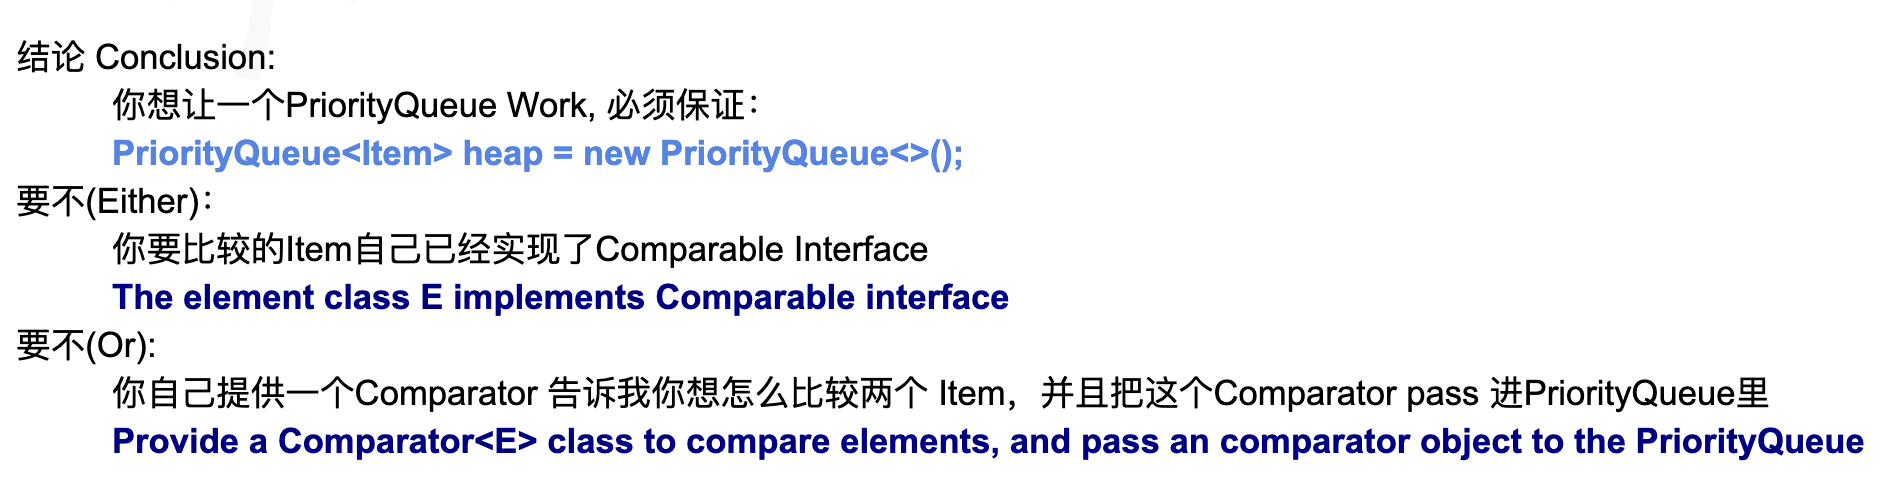 结论 Conclusion:
你想让一个PriorityQueue Work, 必须保证：
PriorityQueue<Item> heap = new PriorityQueue<>();
要不(Either)：
你要比较的Item自己已经实现了Comparable Interface
The element class E implements Comparable interface
要不(Or):
你自己提供一个Comparator 告诉我你想怎么比较两个 Item，并且把这个Comparator pass 进PriorityQueue里
Provide a Comparator<E> class to compare elements, and pass an comparator object to the PriorityQueue